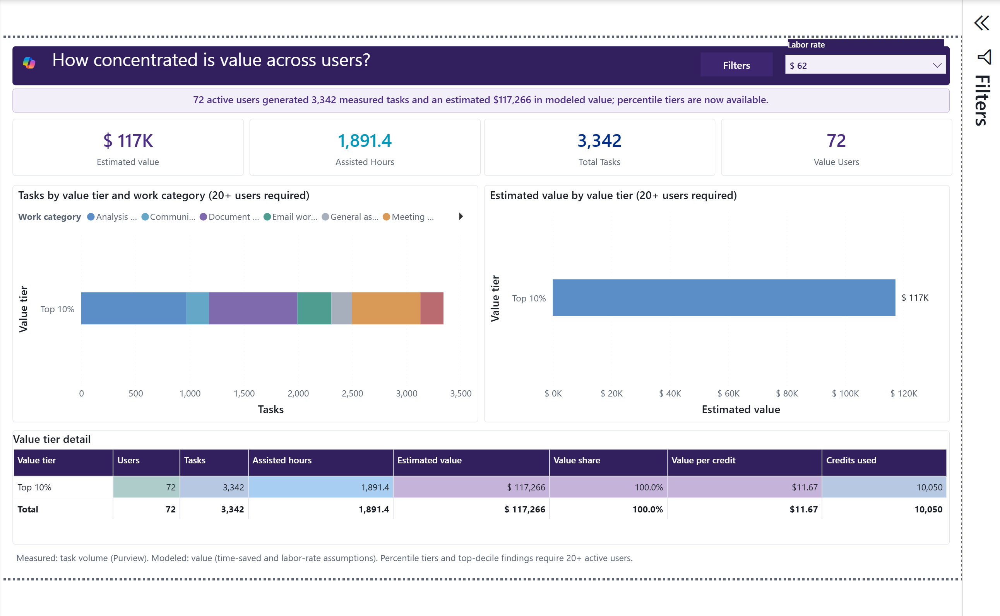 Labor rate
How concentrated is value across users?
Filters
$ 62
Filters
72 active users generated 3,342 measured tasks and an estimated $117,266 in modeled value; percentile tiers are now available.
$ 117K
Estimated value
1,891.4
Assisted Hours
3,342
Total Tasks
72
Value Users
Tasks by value tier and work category (20+ users required)
Work category Analysis ... Communi... Document ... Email wor... General as... Meeting ...
Value tier
Top 10%
0 500 1,000 1,500 2,000 2,500 3,000 3,500
Tasks
Estimated value by value tier (20+ users required)
Value tier
Top 10%
$ 117K
$ 0K $ 20K $ 40K $ 60K $ 80K $ 100K $ 120K
Estimated value
Value tier detail
Value tier Users Tasks Assisted hours Estimated value Value share Value per credit Credits used
Top 10% 72 3,342 1,891.4 $ 117,266 100.0% $11.67 10,050
Total 72 3,342 1,891.4 $ 117,266 100.0% $11.67 10,050
Measured: task volume (Purview). Modeled: value (time-saved and labor-rate assumptions). Percentile tiers and top-decile findings require 20+ active users.